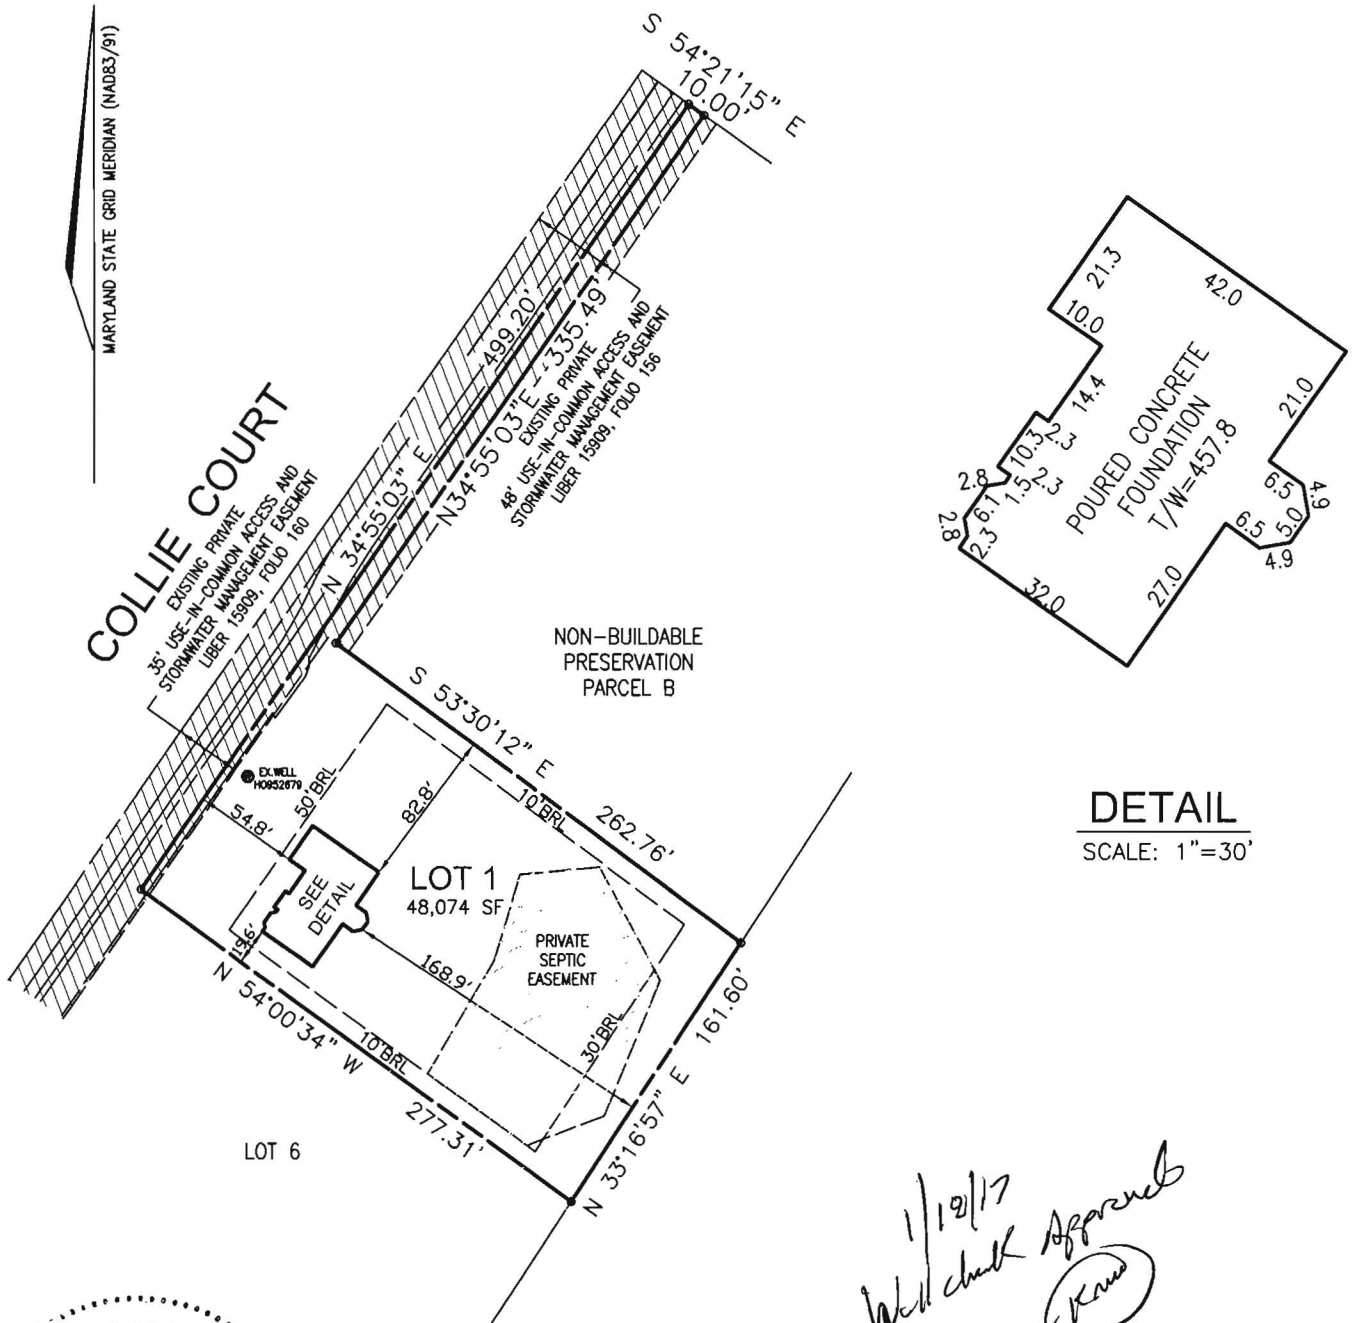 MARYLAND STATE GRID MERIDIAN (NAD83/91)
S 54°21'15" E
10.00'
COLLIE COURT
EXISTING PRIVATE
35' USE-IN-COMMON ACCESS AND
STORMWATER MANAGEMENT EASEMENT
LIBER 15909, FOLIO 160
N 34°55'03" E
499.20'
N34°55'03"E
335.49'
EXISTING PRIVATE
48' USE-IN-COMMON ACCESS AND
STORMWATER MANAGEMENT EASEMENT
LIBER 15909, FOLIO 156
NON-BUILDABLE
PRESERVATION
PARCEL B
S 53°30'12" E
262.76'
EX.WELL
HO952679
50'BRL
54.8'
82.8'
10'BRL
LOT 1
48,074 SF
SEE
DETAIL
19.6'
168.9'
PRIVATE
SEPTIC
EASEMENT
30'BRL
10'BRL
N 54°00'34" W
277.31'
N 33°16'57" E
161.60'
LOT 6
21.3
42.0
10.0
14.4
21.0
2.3
10.3
2.3
1.5
2.8
6.1
2.8
2.3
32.0
27.0
6.5
4.9
5.0
6.5
4.9
POURED CONCRETE
FOUNDATION
T/W=457.8
DETAIL
SCALE: 1"=30'
Wall check Approved